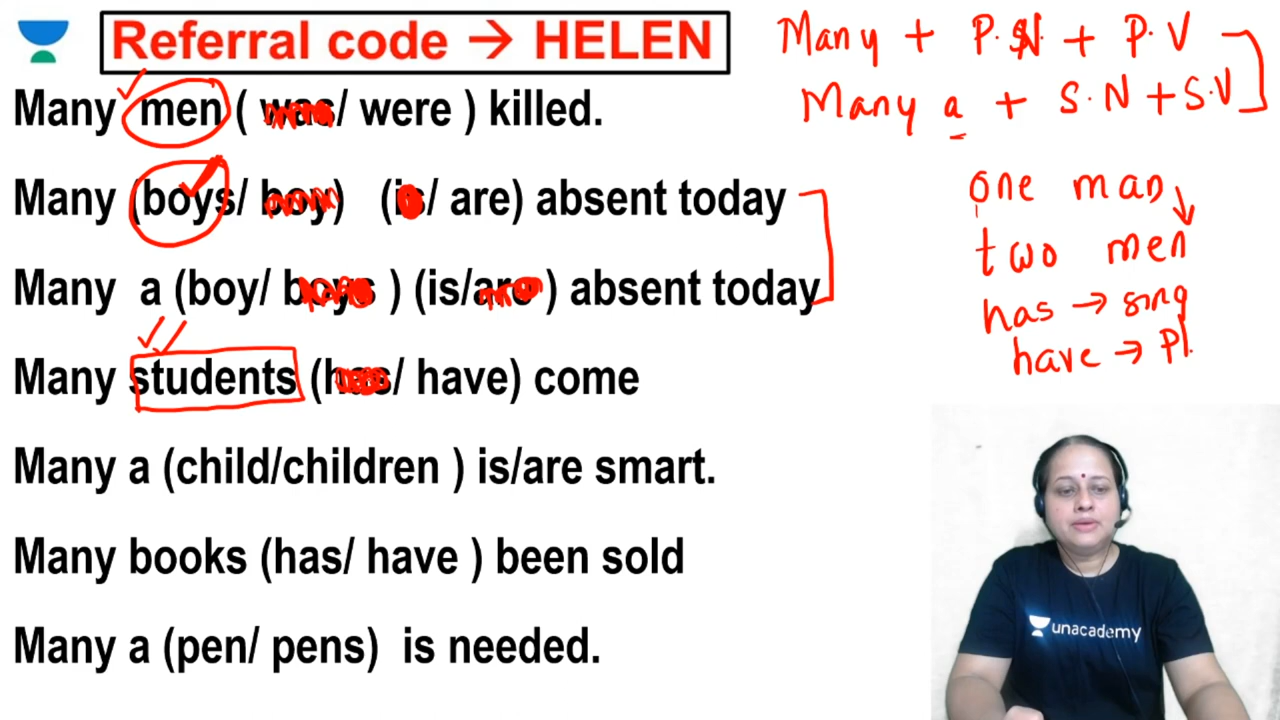 Referral code → HELEN
Many men ( was/ were ) killed.
Many (boys/ boy) (is/ are) absent today
Many a (boy/ boys ) (is/are ) absent today
Many students (has/ have) come
Many a (child/children ) is/are smart.
Many books (has/ have ) been sold
Many a (pen/ pens) is needed.
Many + P.N. + P.V
Many a + S.N + S.V
one man
two men
has → sing
have → Pl.
unacademy